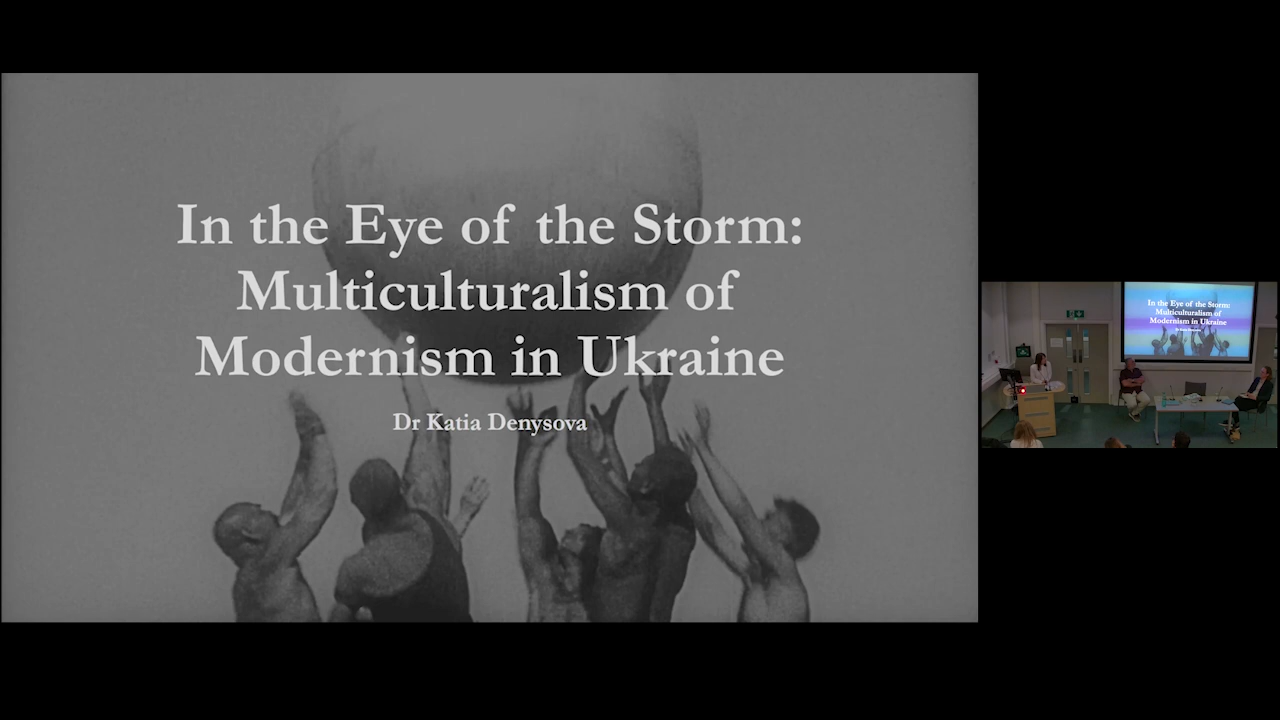 In the Eye of the Storm:
Multiculturalism of
Modernism in Ukraine
Dr Katia Denysova
In the Eye of the Storm:
Multiculturalism of
Modernism in Ukraine